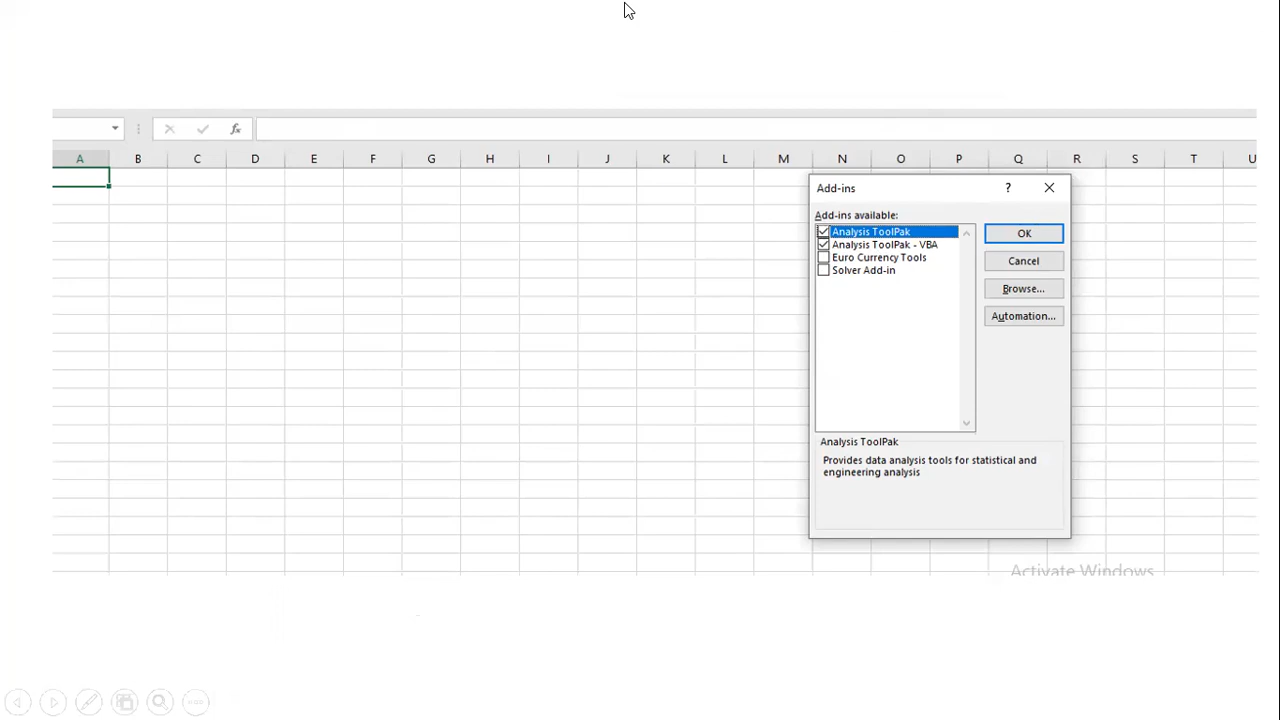 fx
A B C D E F G H I J K L M N O P Q R S T U
Add-ins ?
Add-ins available:
Analysis ToolPak
Analysis ToolPak - VBA
Euro Currency Tools
Solver Add-in
OK
Cancel
Browse...
Automation...
Analysis ToolPak
Provides data analysis tools for statistical and
engineering analysis
Activate Windows